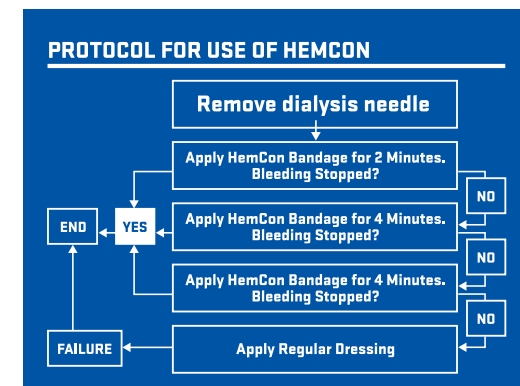 PROTOCOL FOR USE OF HEMCON
Remove dialysis needle
Apply HemCon Bandage for 2 Minutes.
Bleeding Stopped?
NO
END
YES
Apply HemCon Bandage for 4 Minutes.
Bleeding Stopped?
NO
Apply HemCon Bandage for 4 Minutes.
Bleeding Stopped?
NO
FAILURE
Apply Regular Dressing